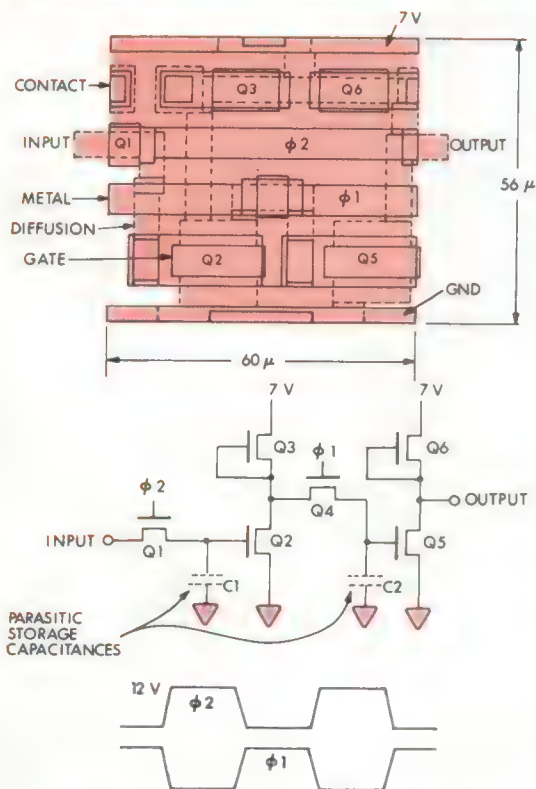 7 V
CONTACT
Q3
Q6
INPUT
Q1
ϕ 2
OUTPUT
METAL
ϕ 1
56 μ
DIFFUSION
GATE
Q2
Q5
GND
60 μ
7 V
7 V
Q3
Q6
ϕ 1
ϕ 2
Q4
OUTPUT
INPUT
Q1
Q2
Q5
C1
C2
PARASITIC
STORAGE
CAPACITANCES
12 V
ϕ 2
ϕ 1